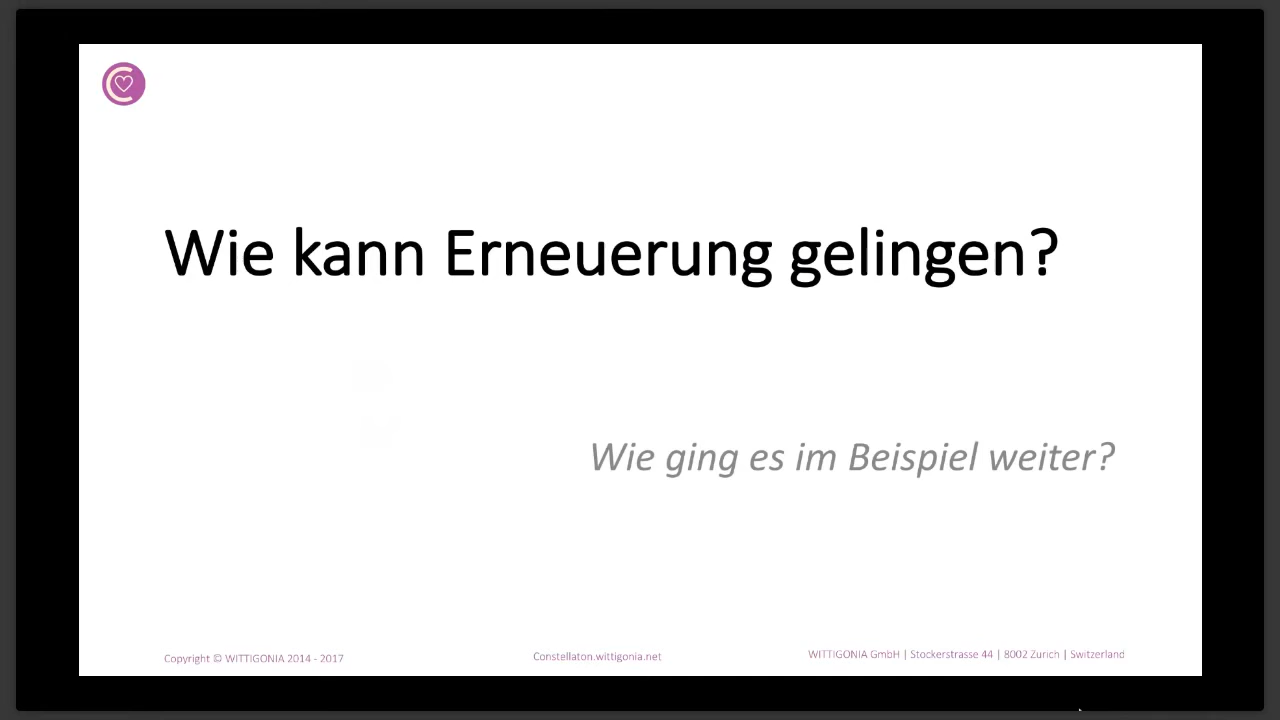 Wie kann Erneuerung gelingen?
Wie ging es im Beispiel weiter?
Copyright © WITTIGONIA 2014 - 2017
Constellaton.wittigonia.net
WITTIGONIA GmbH | Stockerstrasse 44 | 8002 Zurich | Switzerland